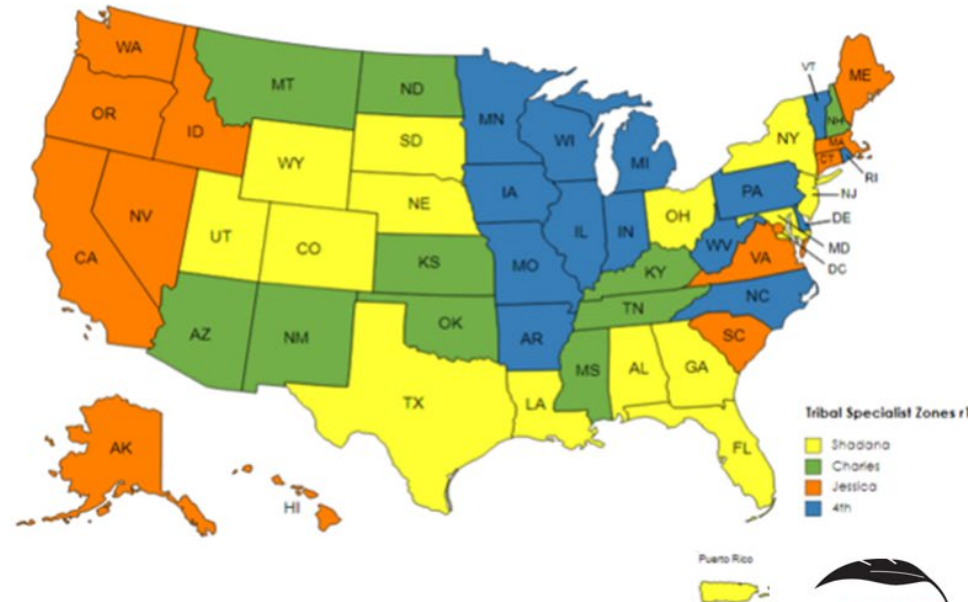 WA
MT
ND
MN
VT
ME
OR
ID
SD
WI
NY
NH
MA
WY
MI
CT
RI
NV
NE
IA
PA
NJ
UT
CO
IL
IN
OH
DE
CA
KS
MO
WV
VA
MD
DC
KY
NC
AZ
NM
OK
TN
AR
SC
MS
AL
GA
TX
LA
FL
AK
HI
Tribal Specialist Zones r1
Shadana
Charles
Jessica
4th
Puerto Rico